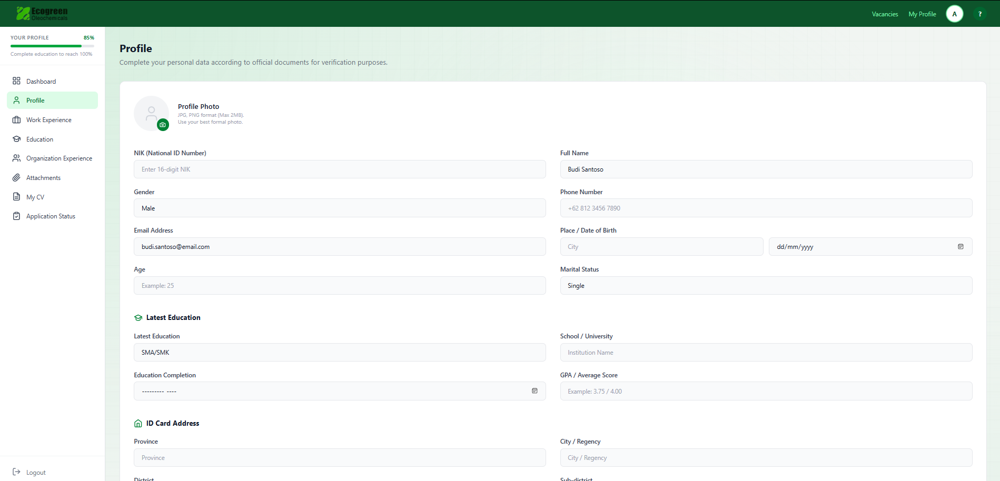 Ecogreen
Oleochemicals
Vacancies
My Profile
A
?
YOUR PROFILE
85%
Complete education to reach 100%
Dashboard
Profile
Work Experience
Education
Organization Experience
Attachments
My CV
Application Status
Logout
Profile
Complete your personal data according to official documents for verification purposes.
Profile Photo
JPG, PNG format (Max 2MB).
Use your best formal photo.
NIK (National ID Number)
Enter 16-digit NIK
Full Name
Budi Santoso
Gender
Male
Phone Number
+62 812 3456 7890
Email Address
budi.santoso@email.com
Place / Date of Birth
City
dd/mm/yyyy
Age
Example: 25
Marital Status
Single
Latest Education
Latest Education
SMA/SMK
School / University
Institution Name
Education Completion
--------- ----
GPA / Average Score
Example: 3.75 / 4.00
ID Card Address
Province
Province
City / Regency
City / Regency
District
Sub-district